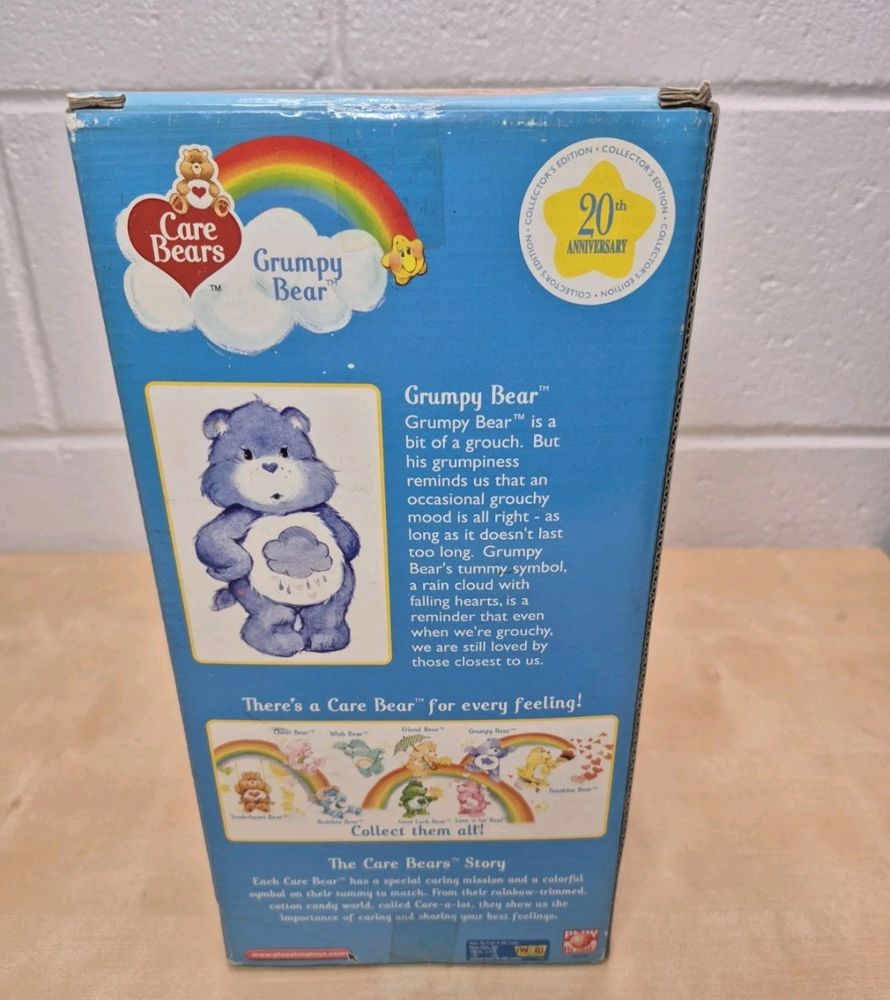 Care
Bears
TM
Grumpy
Bear™
COLLECTOR'S EDITION • COLLECTOR'S EDITION • COLLECTOR'S EDITION • COLLECTOR'S EDITION •
20th
ANNIVERSARY
Grumpy Bear™
Grumpy Bear™ is a
bit of a grouch. But
his grumpiness
reminds us that an
occasional grouchy
mood is all right - as
long as it doesn't last
too long. Grumpy
Bear's tummy symbol,
a rain cloud with
falling hearts, is a
reminder that even
when we're grouchy,
we are still loved by
those closest to us.
There's a Care Bear™ for every feeling!
Cheer Bear™
Wish Bear™
Friend Bear™
Grumpy Bear™
Funshine Bear™
Tenderheart Bear™
Bedtime Bear™
Good Luck Bear™
Love-a-lot Bear™
Collect them all!
The Care Bears™ Story
Each Care Bear™ has a special caring mission and a colorful
symbol on their tummy to match. From their rainbow-trimmed,
cotton candy world, called Care-a-lot, they show us the
importance of caring and sharing your best feelings.
www.playalongtoys.com
PLAY